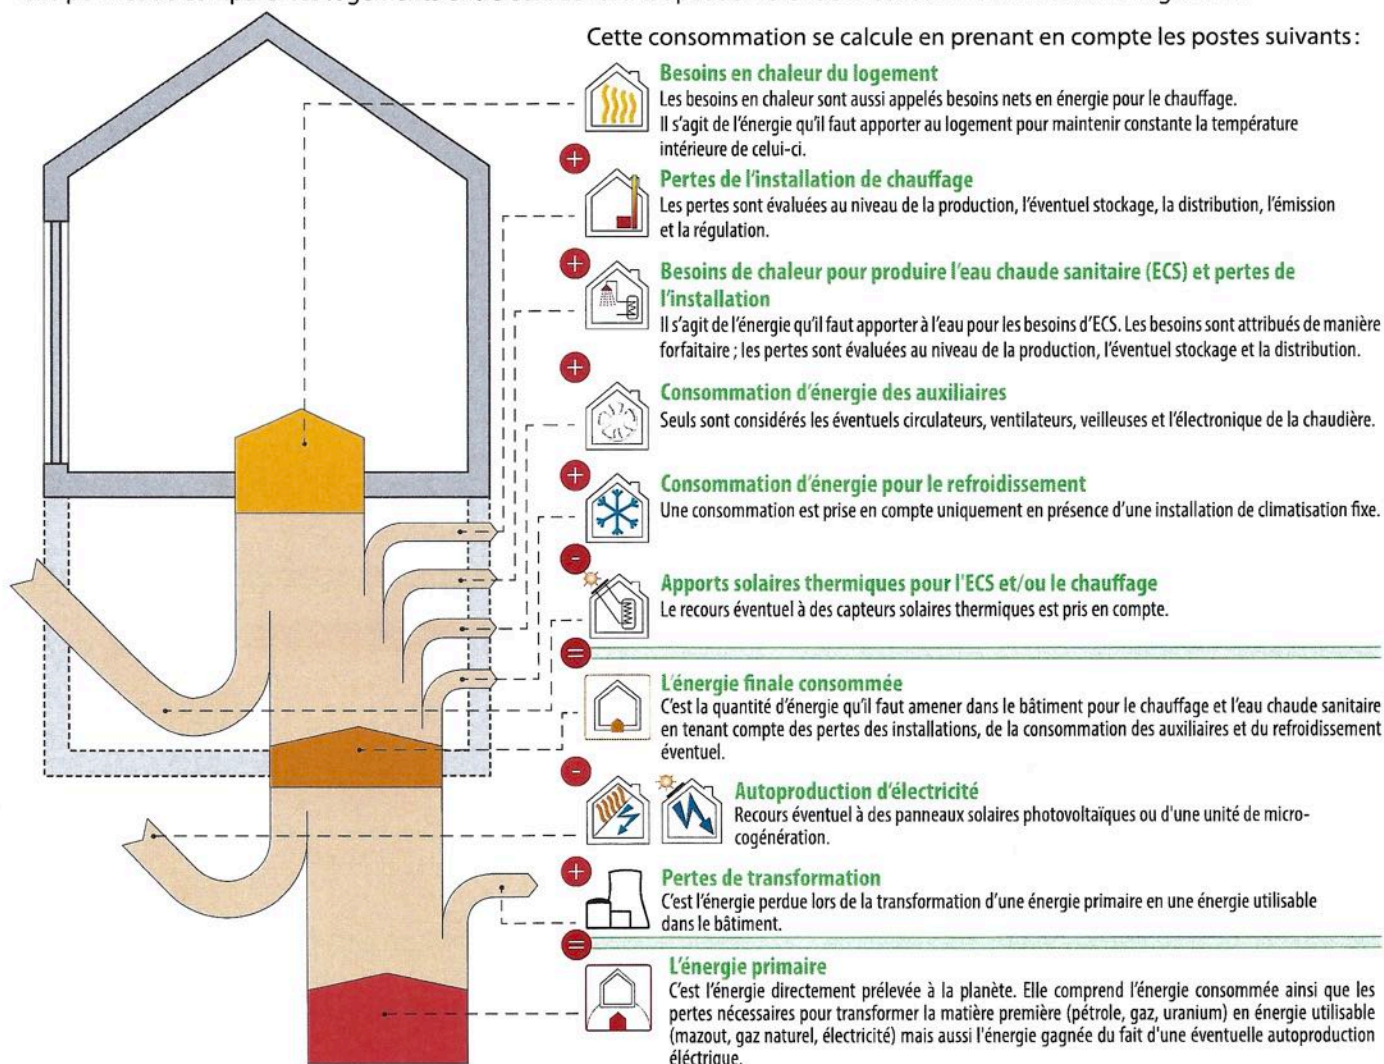 Cette consommation se calcule en prenant en compte les postes suivants :
Besoins en chaleur du logement
Les besoins en chaleur sont aussi appelés besoins nets en énergie pour le chauffage.
Il s'agit de l'énergie qu'il faut apporter au logement pour maintenir constante la température
intérieure de celui-ci.
+
Pertes de l'installation de chauffage
Les pertes sont évaluées au niveau de la production, l'éventuel stockage, la distribution, l'émission
et la régulation.
+
Besoins de chaleur pour produire l'eau chaude sanitaire (ECS) et pertes de
l'installation
Il s'agit de l'énergie qu'il faut apporter à l'eau pour les besoins d'ECS. Les besoins sont attribués de manière
forfaitaire ; les pertes sont évaluées au niveau de la production, l'éventuel stockage et la distribution.
+
Consommation d'énergie des auxiliaires
Seuls sont considérés les éventuels circulateurs, ventilateurs, veilleuses et l'électronique de la chaudière.
+
Consommation d'énergie pour le refroidissement
Une consommation est prise en compte uniquement en présence d'une installation de climatisation fixe.
-
Apports solaires thermiques pour l'ECS et/ou le chauffage
Le recours éventuel à des capteurs solaires thermiques est pris en compte.
=
L'énergie finale consommée
C'est la quantité d'énergie qu'il faut amener dans le bâtiment pour le chauffage et l'eau chaude sanitaire
en tenant compte des pertes des installations, de la consommation des auxiliaires et du refroidissement
éventuel.
-
Autoproduction d'électricité
Recours éventuel à des panneaux solaires photovoltaïques ou d'une unité de micro-
cogénération.
+
Pertes de transformation
C'est l'énergie perdue lors de la transformation d'une énergie primaire en une énergie utilisable
dans le bâtiment.
=
L'énergie primaire
C'est l'énergie directement prélevée à la planète. Elle comprend l'énergie consommée ainsi que les
pertes nécessaires pour transformer la matière première (pétrole, gaz, uranium) en énergie utilisable
(mazout, gaz naturel, électricité) mais aussi l'énergie gagnée du fait d'une éventuelle autoproduction
éléctrique.